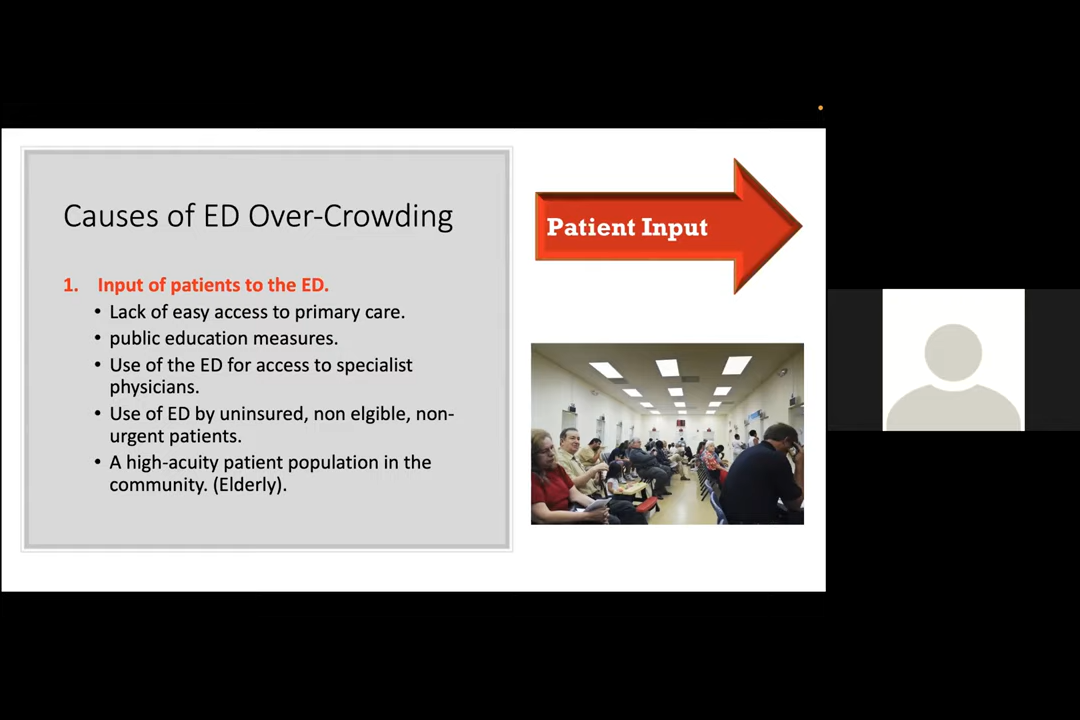 Causes of ED Over-Crowding
1. Input of patients to the ED.
• Lack of easy access to primary care.
• public education measures.
• Use of the ED for access to specialist
physicians.
• Use of ED by uninsured, non elgible, non-
urgent patients.
• A high-acuity patient population in the
community. (Elderly).
Patient Input